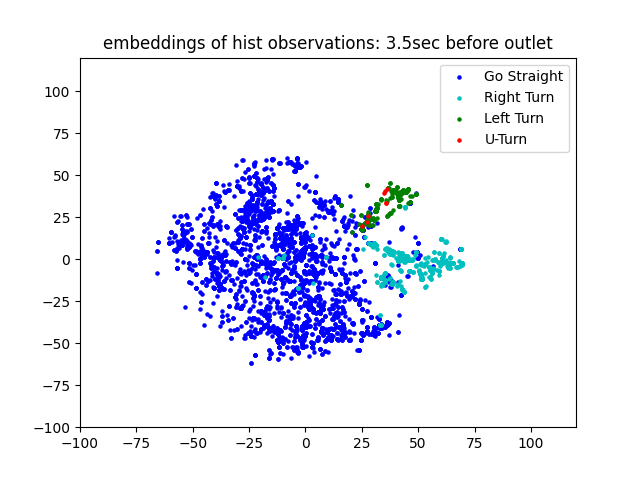 embeddings of hist observations: 3.5sec before outlet
Go Straight
Right Turn
Left Turn
U-Turn
100
75
50
25
0
−25
−50
−75
−100
−100 −75 −50 −25 0 25 50 75 100